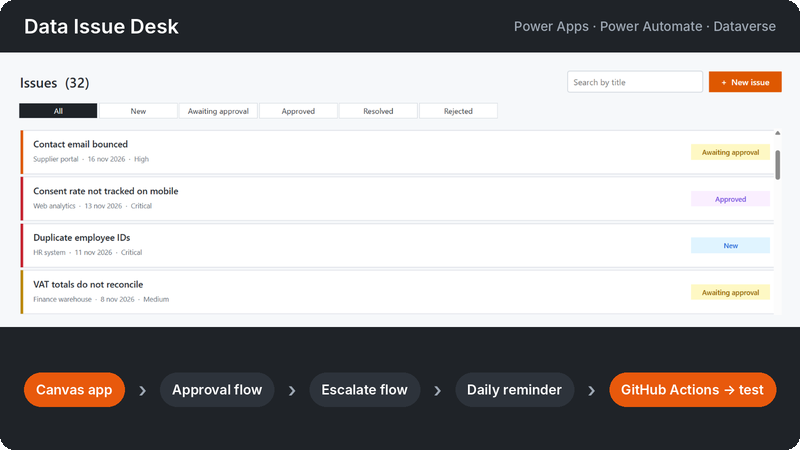 Data Issue Desk
Power Apps · Power Automate · Dataverse
Issues (32)
Search by title
+ New issue
All
New
Awaiting approval
Approved
Resolved
Rejected
Contact email bounced
Supplier portal · 16 nov 2026 · High
Awaiting approval
Consent rate not tracked on mobile
Web analytics · 13 nov 2026 · Critical
Approved
Duplicate employee IDs
HR system · 11 nov 2026 · Critical
New
VAT totals do not reconcile
Finance warehouse · 8 nov 2026 · Medium
Awaiting approval
Canvas app › Approval flow › Escalate flow › Daily reminder › GitHub Actions → test